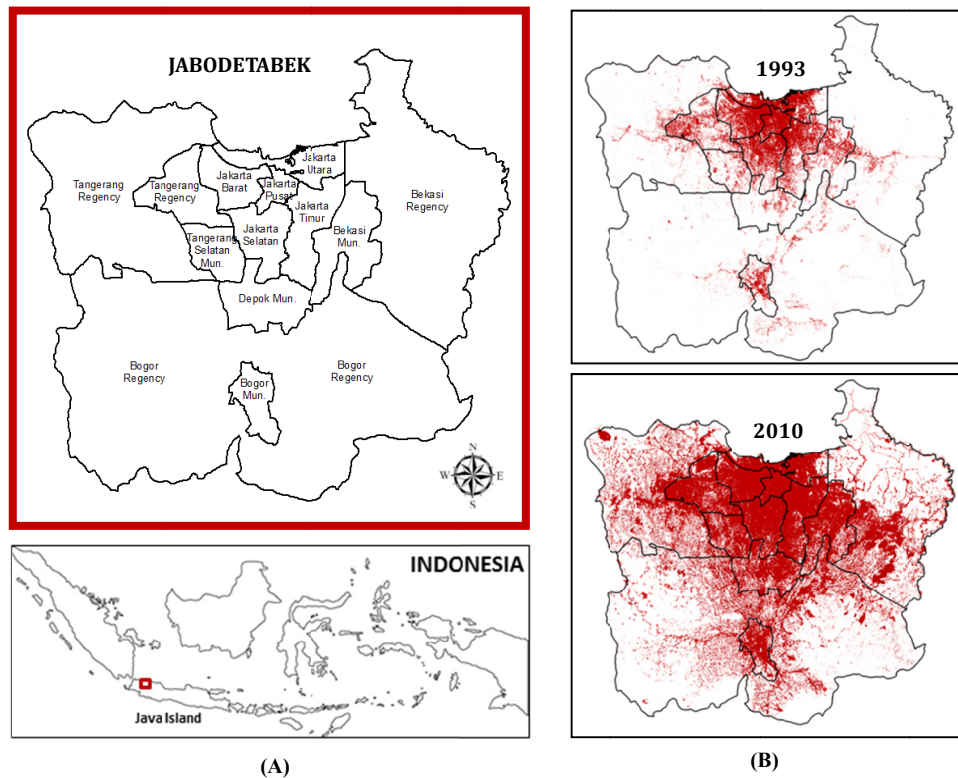 JABODETABEK
Jakarta
Utara
Tangerang
Regency
Tangerang
Regency
Jakarta
Barat
Jakarta
Pusat
Jakarta
Timur
Bekasi
Regency
Jakarta
Selatan
Bekasi
Mun.
Tangerang
Selatan
Mun.
Depok Mun.
Bogor
Regency
Bogor
Mun.
Bogor
Regency
N
W
E
S
INDONESIA
Java Island
(A)
1993
2010
(B)